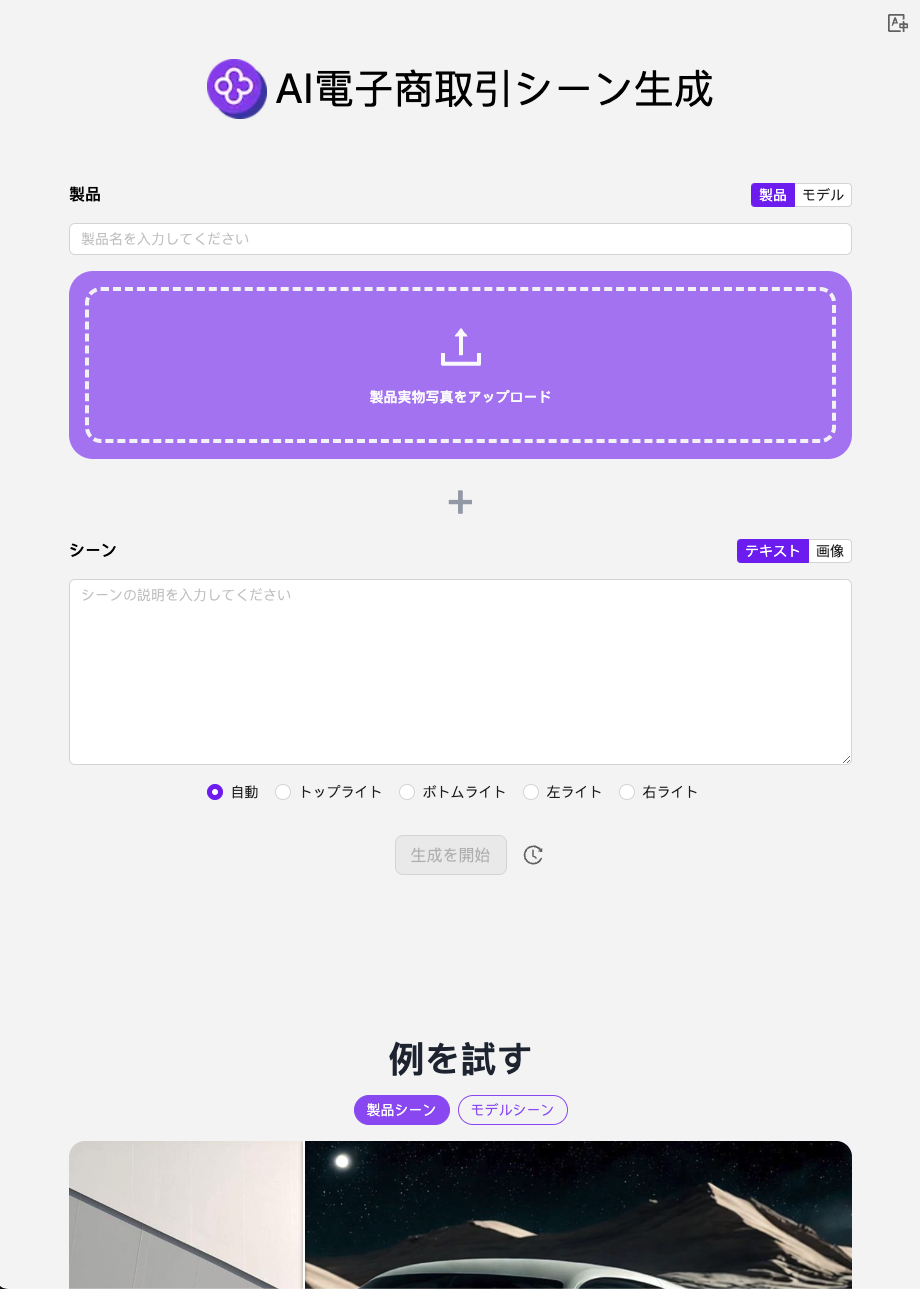 AI電子商取引シーン生成
製品
製品 モデル
製品名を入力してください
製品実物写真をアップロード
シーン
テキスト 画像
シーンの説明を入力してください
自動 トップライト ボトムライト 左ライト 右ライト
生成を開始
例を試す
製品シーン モデルシーン